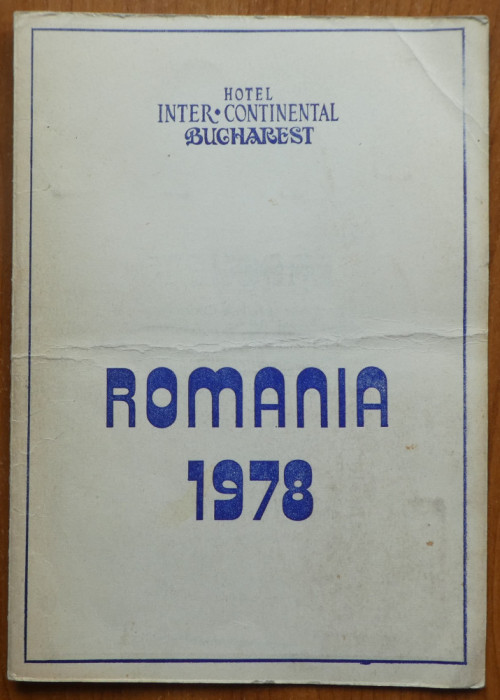 HOTEL
INTER•CONTINENTAL
BUCHAREST
ROMANIA
1978